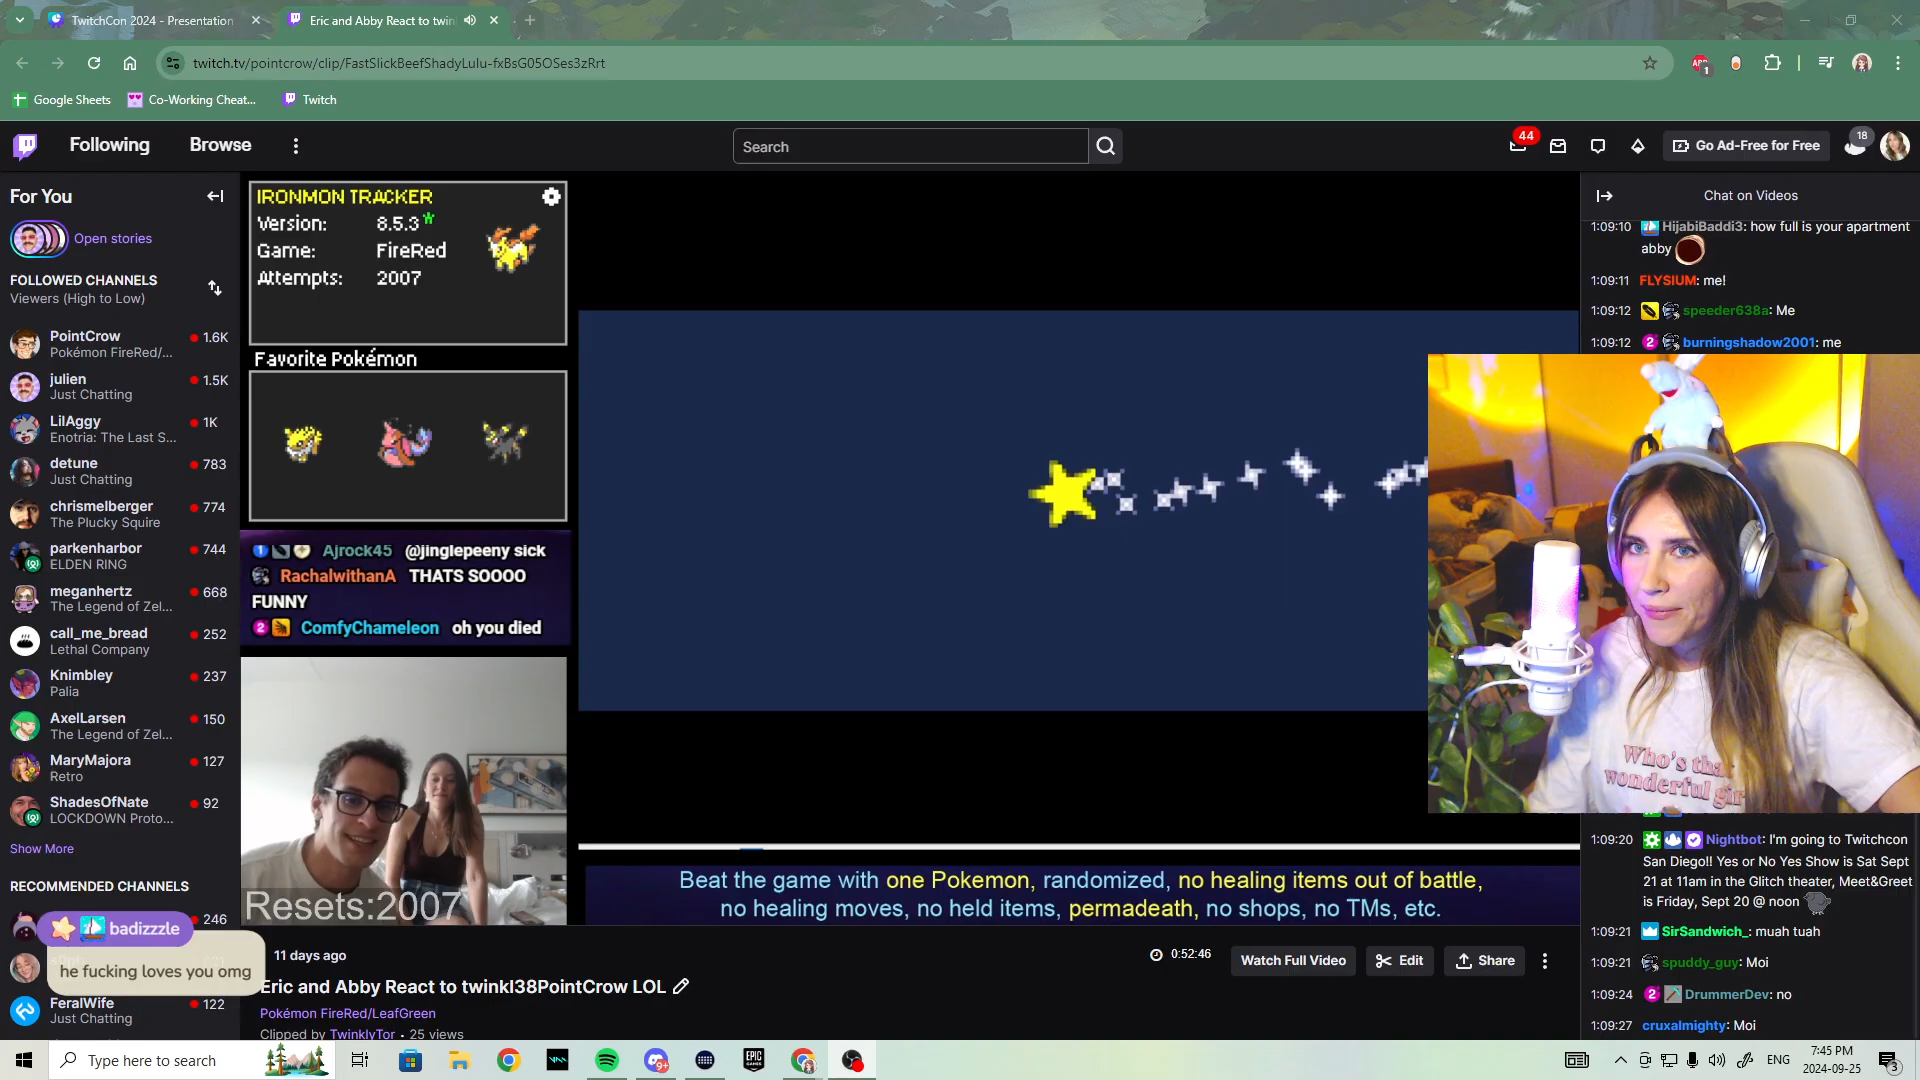 TwitchCon 2024 - Presentation
Eric and Abby React to twin
twitch.tv/pointcrow/clip/FastSlickBeefShadyLulu-fxBsG05OSes3zRrt
1
Google Sheets
Co-Working Cheat...
Twitch
Following
Browse
Search
44
Go Ad-Free for Free
18
For You
Open stories
FOLLOWED CHANNELS
Viewers (High to Low)
PointCrow
1.6K
Pokémon FireRed/...
julien
1.5K
Just Chatting
LilAggy
1K
Enotria: The Last S...
detune
783
Just Chatting
chrismelberger
774
The Plucky Squire
parkenharbor
744
ELDEN RING
meganhertz
668
The Legend of Zel...
call_me_bread
252
Lethal Company
Knimbley
237
Palia
AxelLarsen
150
The Legend of Zel...
MaryMajora
127
Retro
ShadesOfNate
92
LOCKDOWN Proto...
Show More
RECOMMENDED CHANNELS
246
badizzzle
he fucking loves you omg
FeralWife
122
Just Chatting
IRONMON TRACKER
Version: 8.5.3
Game: FireRed
Attempts: 2007
Favorite Pokémon
Ajrock45 @jinglepeeny sick
RachalwithanA THATS SOOOO
FUNNY
ComfyChameleon oh you died
Resets:2007
Beat the game with one Pokemon, randomized, no healing items out of battle,
no healing moves, no held items, permadeath, no shops, no TMs, etc.
11 days ago
0:52:46
Watch Full Video
Edit
Share
Eric and Abby React to twinkl38PointCrow LOL
Pokémon FireRed/LeafGreen
Clipped by TwinklyTor • 25 views
Chat on Videos
1:09:10 HijabiBaddi3: how full is your apartment
abby
1:09:11 FLYSIUM: me!
1:09:12 speeder638a: Me
1:09:12 burningshadow2001: me
Who's tha
wonderful gir
1:09:20 Nightbot: I'm going to Twitchcon
San Diego!! Yes or No Yes Show is Sat Sept
21 at 11am in the Glitch theater, Meet&Greet
is Friday, Sept 20 @ noon
1:09:21 SirSandwich_: muah tuah
1:09:21 spuddy_guy: Moi
1:09:24 DrummerDev: no
1:09:27 cruxalmighty: Moi
Type here to search
9+
EPIC GAMES
ENG
7:45 PM
2024-09-25
3